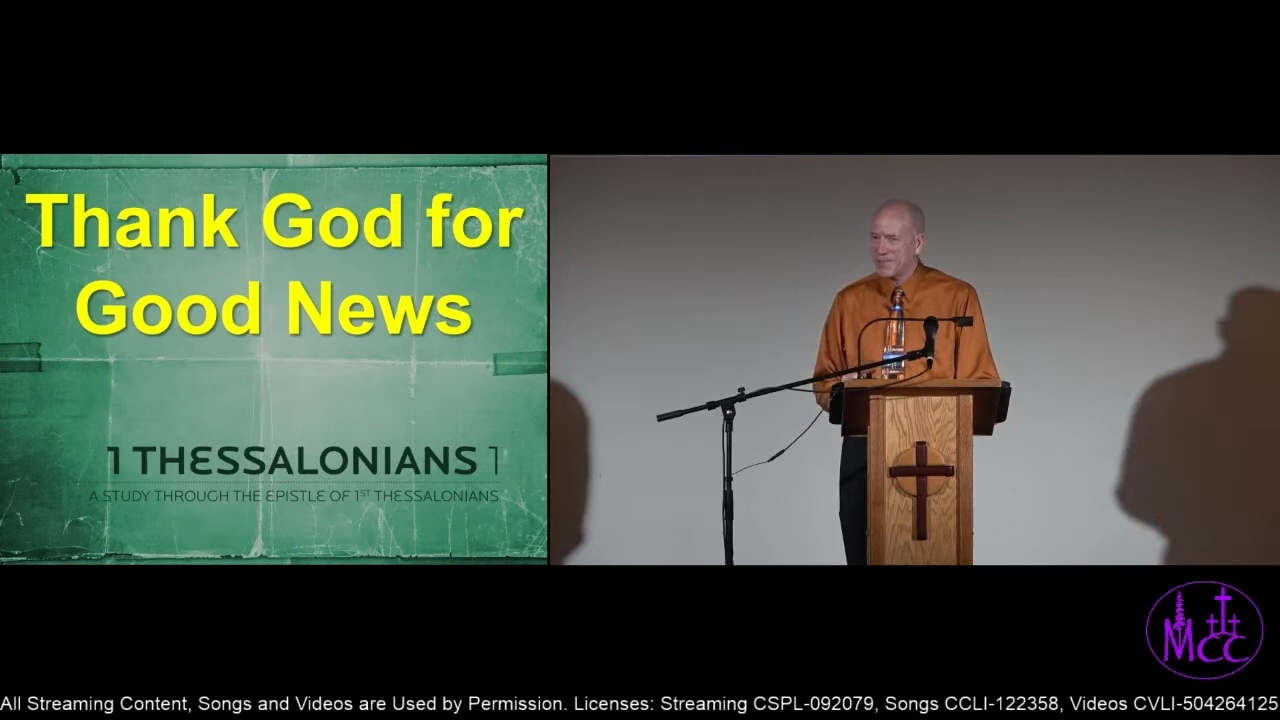 Thank God for
Good News
1 THESSALONIANS 1
A STUDY THROUGH THE EPISTLE OF 1ST THESSALONIANS
MCC
All Streaming Content, Songs and Videos are Used by Permission. Licenses: Streaming CSPL-092079, Songs CCLI-122358, Videos CVLI-504264125